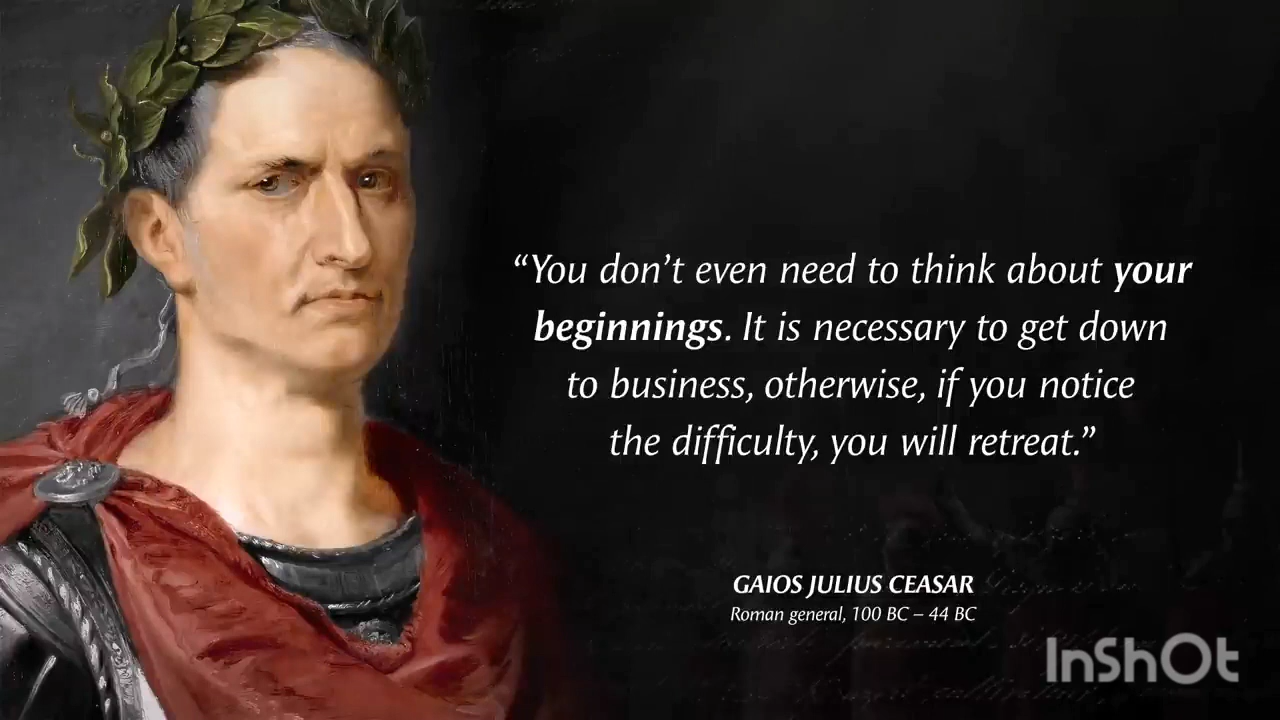 “You don’t even need to think about your
beginnings. It is necessary to get down
to business, otherwise, if you notice
the difficulty, you will retreat.”
GAIOS JULIUS CEASAR
Roman general, 100 BC – 44 BC
InShOt